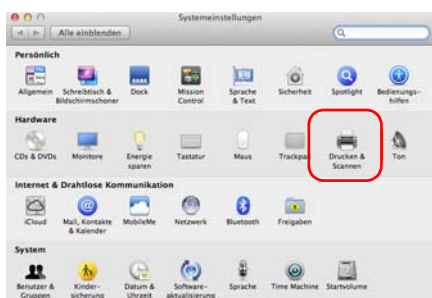 Systemeinstellungen
Alle einblenden
Persönlich
Allgemein Schreibtisch & Bildschirmschoner Dock Mission Control Sprache & Text Sicherheit Spotlight Bedienungs-hilfen
Hardware
CDs & DVDs Monitore Energie sparen Tastatur Maus Trackpad Drucken & Scannen Ton
Internet & Drahtlose Kommunikation
iCloud Mail, Kontakte & Kalender MobileMe Netzwerk Bluetooth Freigaben
System
Benutzer & Gruppen Kinder-sicherung Datum & Uhrzeit Software-aktualisierung Sprache Time Machine Startvolume